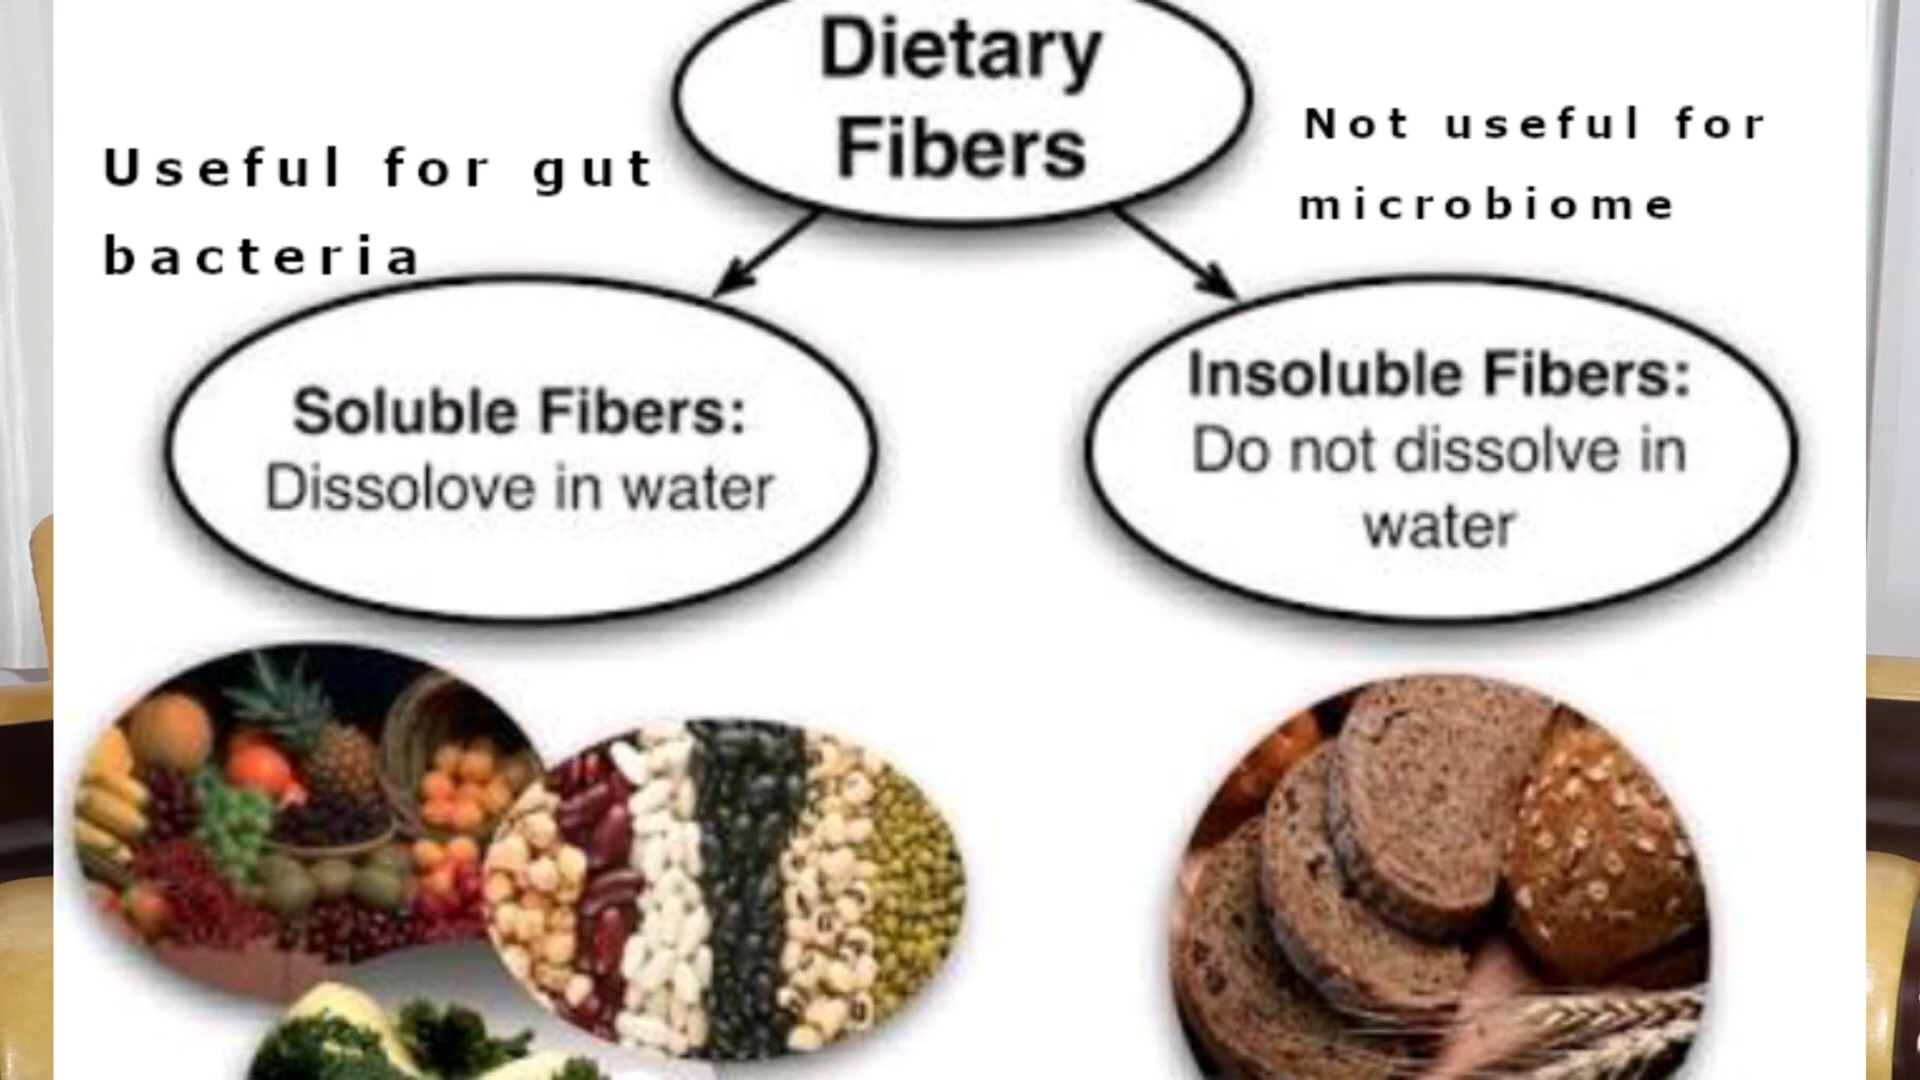 Dietary
Fibers
Useful for gut
bacteria
Not useful for
microbiome
Soluble Fibers:
Dissolove in water
Insoluble Fibers:
Do not dissolve in
water